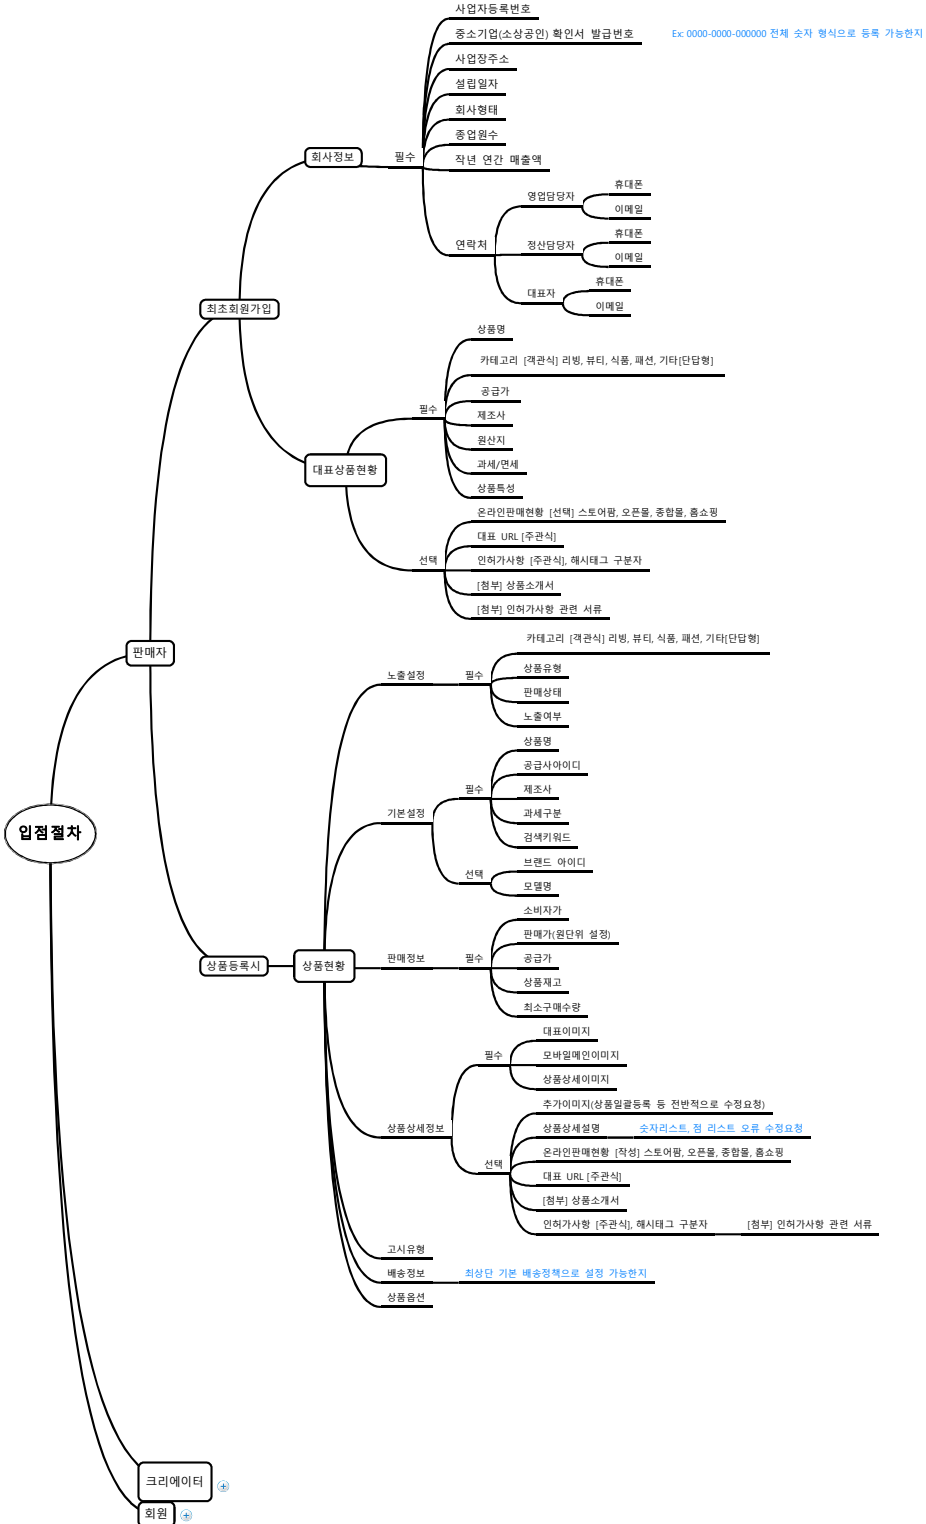 사업자등록번호
중소기업(소상공인) 확인서 발급번호
Ex: 0000-0000-000000 전체 숫자 형식으로 등록 가능한지
사업장주소
설립일자
회사형태
종업원수
회사정보
필수
작년 연간 매출액
영업담당자
휴대폰
이메일
연락처
정산담당자
휴대폰
이메일
대표자
휴대폰
이메일
최초회원가입
상품명
카테고리 [객관식] 리빙, 뷰티, 식품, 패션, 기타[단답형]
공급가
필수
제조사
원산지
과세/면세
상품특성
대표상품현황
온라인판매현황 [선택] 스토어팜, 오픈몰, 종합몰, 홈쇼핑
대표 URL [주관식]
선택
인허가사항 [주관식], 해시태그 구분자
[첨부] 상품소개서
[첨부] 인허가사항 관련 서류
판매자
카테고리 [객관식] 리빙, 뷰티, 식품, 패션, 기타[단답형]
노출설정
필수
상품유형
판매상태
노출여부
상품명
공급사아이디
필수
제조사
과세구분
검색키워드
기본설정
선택
브랜드 아이디
모델명
입점절차
소비자가
판매가(원단위 설정)
판매정보
필수
공급가
상품재고
최소구매수량
상품등록시
상품현황
대표이미지
필수
모바일메인이미지
상품상세이미지
상품상세정보
추가이미지(상품일괄등록 등 전반적으로 수정요청)
상품상세설명
숫자리스트, 점 리스트 오류 수정요청
온라인판매현황 [작성] 스토어팜, 오픈몰, 종합몰, 홈쇼핑
선택
대표 URL [주관식]
[첨부] 상품소개서
인허가사항 [주관식], 해시태그 구분자
[첨부] 인허가사항 관련 서류
고시유형
배송정보
최상단 기본 배송정책으로 설정 가능한지
상품옵션
크리에이터
회원